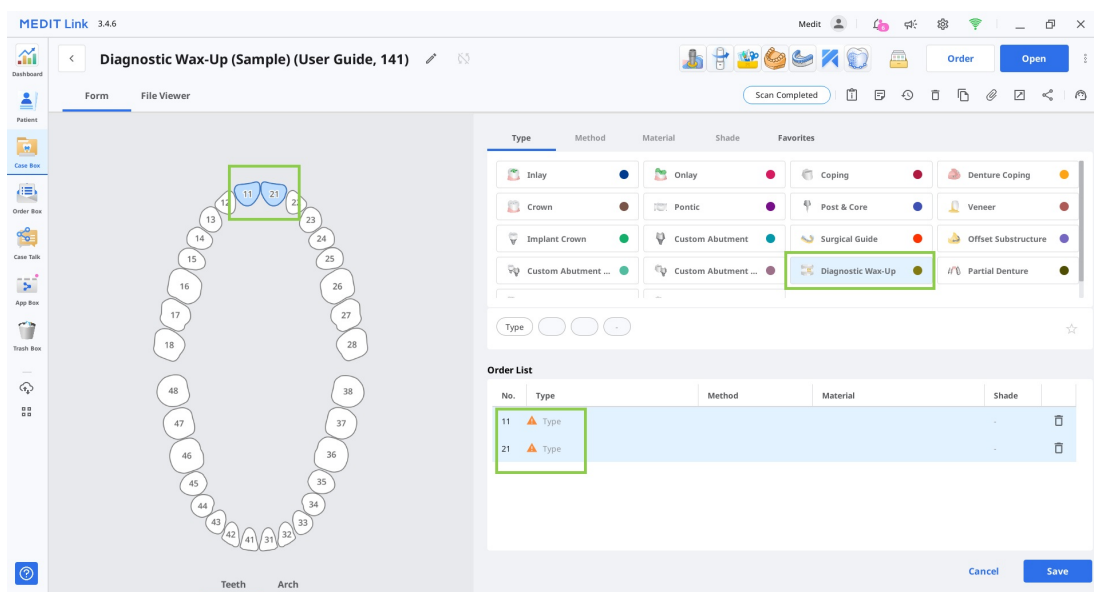 MEDIT Link 3.4.6 Medit
Dashboard
Diagnostic Wax-Up (Sample) (User Guide, 141) Order Open
Form File Viewer Scan Completed
Patient
Case Box
Order Box
Case Talk
App Box
Trash Box
11 21
12 22
13 23
14 24
15 25
16 26
17 27
18 28
48 38
47 37
46 36
45 35
44 34
43 33
42 41 31 32
Teeth Arch
Type Method Material Shade Favorites
Inlay Onlay Coping Denture Coping
Crown Pontic Post & Core Veneer
Implant Crown Custom Abutment Surgical Guide Offset Substructure
Custom Abutment ... Custom Abutment ... Diagnostic Wax-Up Partial Denture
Type -
Order List
No. Type Method Material Shade
11 Type -
21 Type -
Cancel Save